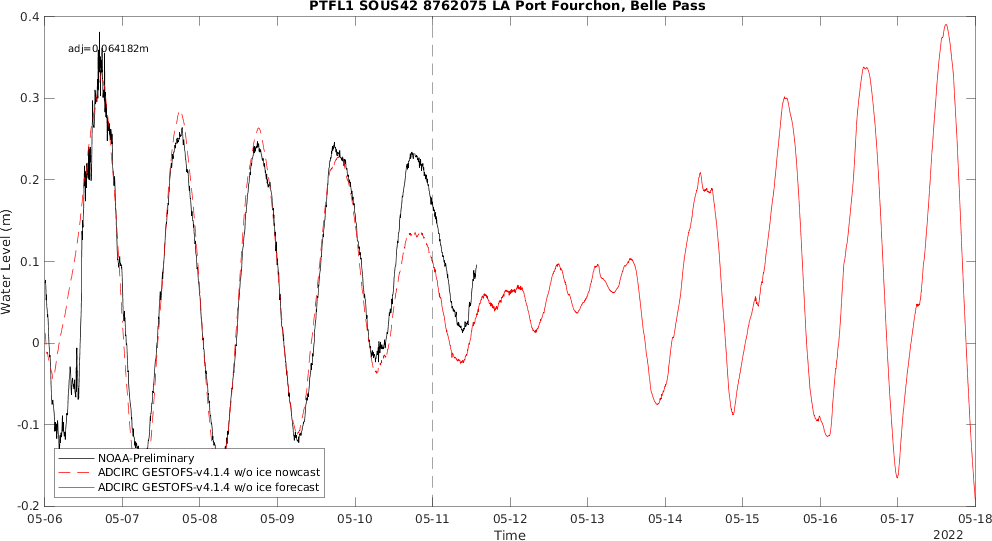 PTFL1 SOUS42 8762075 LA Port Fourchon, Belle Pass
adj=0.064182m
0.4
0.3
0.2
0.1
0
-0.1
-0.2
Water Level (m)
NOAA-Preliminary
ADCIRC GESTOFS-v4.1.4 w/o ice nowcast
ADCIRC GESTOFS-v4.1.4 w/o ice forecast
05-06 05-07 05-08 05-09 05-10 05-11 05-12 05-13 05-14 05-15 05-16 05-17 05-18
Time
2022